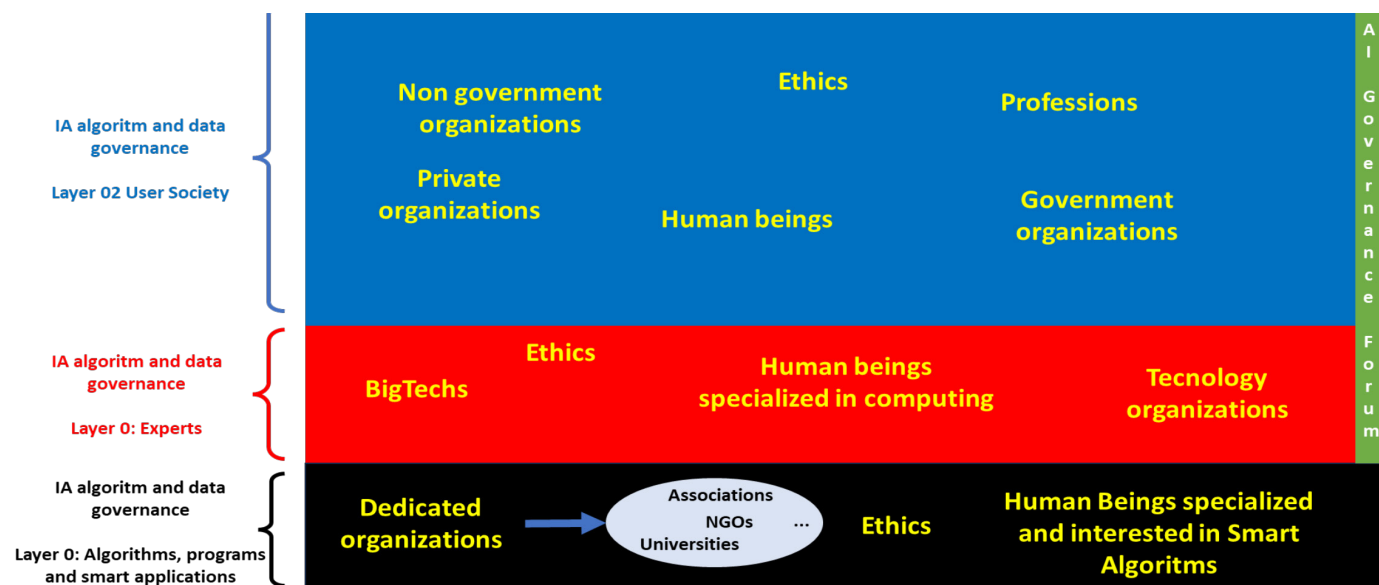 IA algoritm and data
governance
Layer 02 User Society
Non government
organizations
Ethics
Professions
Private
organizations
Human beings
Government
organizations
AI Governance Forum
IA algoritm and data
governance
Layer 0: Experts
BigTechs
Ethics
Human beings
specialized in computing
Tecnology
organizations
IA algoritm and data
governance
Layer 0: Algorithms, programs
and smart applications
Dedicated
organizations
Associations
NGOs ...
Universities
Ethics
Human Beings specialized
and interested in Smart
Algoritms